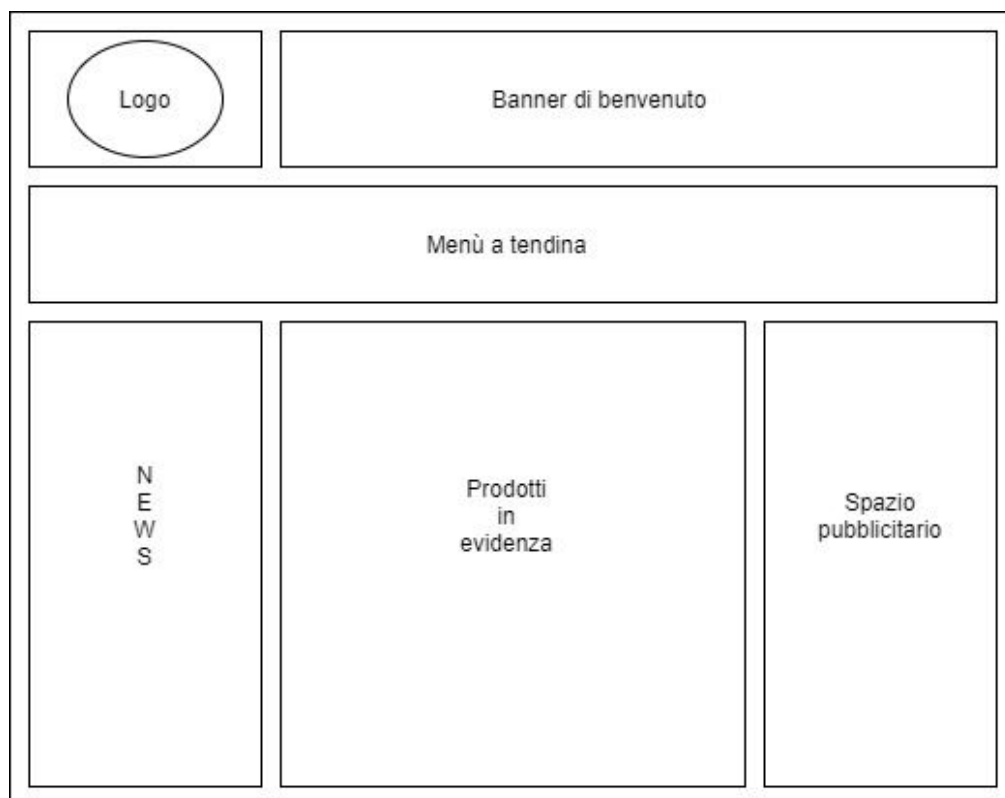 Logo
Banner di benvenuto
Menù a tendina
N
E
W
S
Prodotti
in
evidenza
Spazio
pubblicitario